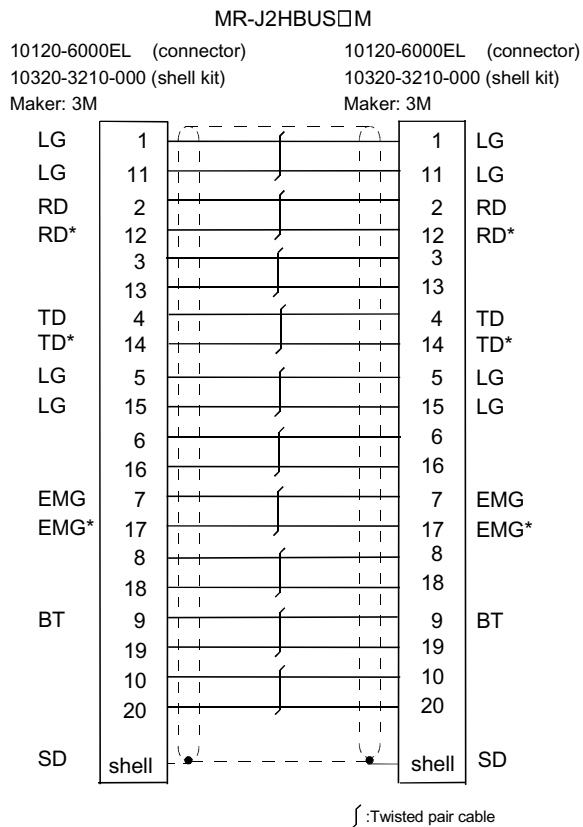 MR-J2HBUS□M
10120-6000EL (connector) 10120-6000EL (connector)
10320-3210-000 (shell kit) 10320-3210-000 (shell kit)
Maker: 3M Maker: 3M
LG 1 1 LG
LG 11 11 LG
RD 2 2 RD
RD* 12 12 RD*
3 3
13 13
TD 4 4 TD
TD* 14 14 TD*
LG 5 5 LG
LG 15 15 LG
6 6
16 16
EMG 7 7 EMG
EMG* 17 17 EMG*
8 8
18 18
BT 9 9 BT
19 19
10 10
20 20
SD shell shell SD
:Twisted pair cable